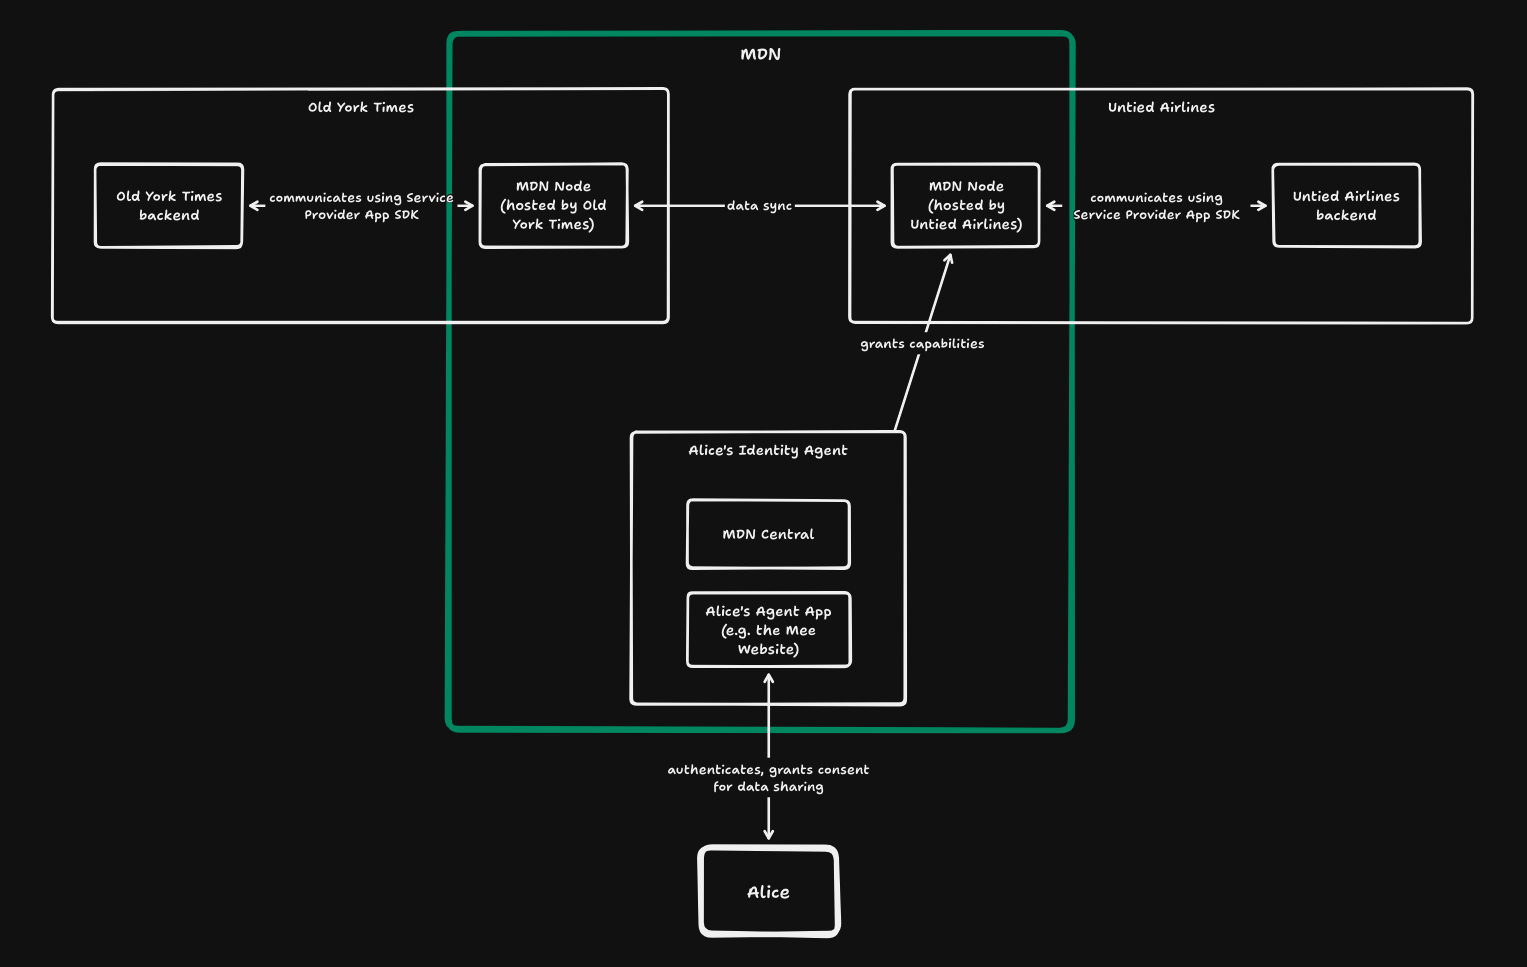 MDN
Old York Times
Untied Airlines
Old York Times
backend
communicates using Service
Provider App SDK
MDN Node
(hosted by Old
York Times)
data sync
MDN Node
(hosted by
Untied Airlines)
communicates using
Service Provider App SDK
Untied Airlines
backend
grants capabilities
Alice's Identity Agent
MDN Central
Alice's Agent App
(e.g. the Mee
Website)
authenticates, grants consent
for data sharing
Alice